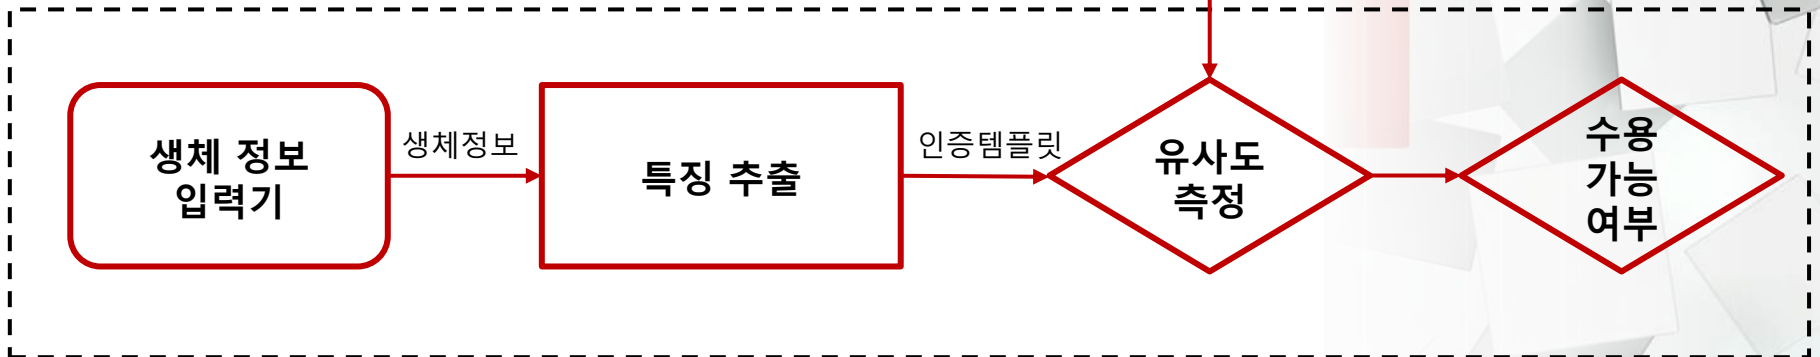 생체 정보
입력기
생체정보
특징 추출
인증템플릿
유사도
측정
수용
가능
여부